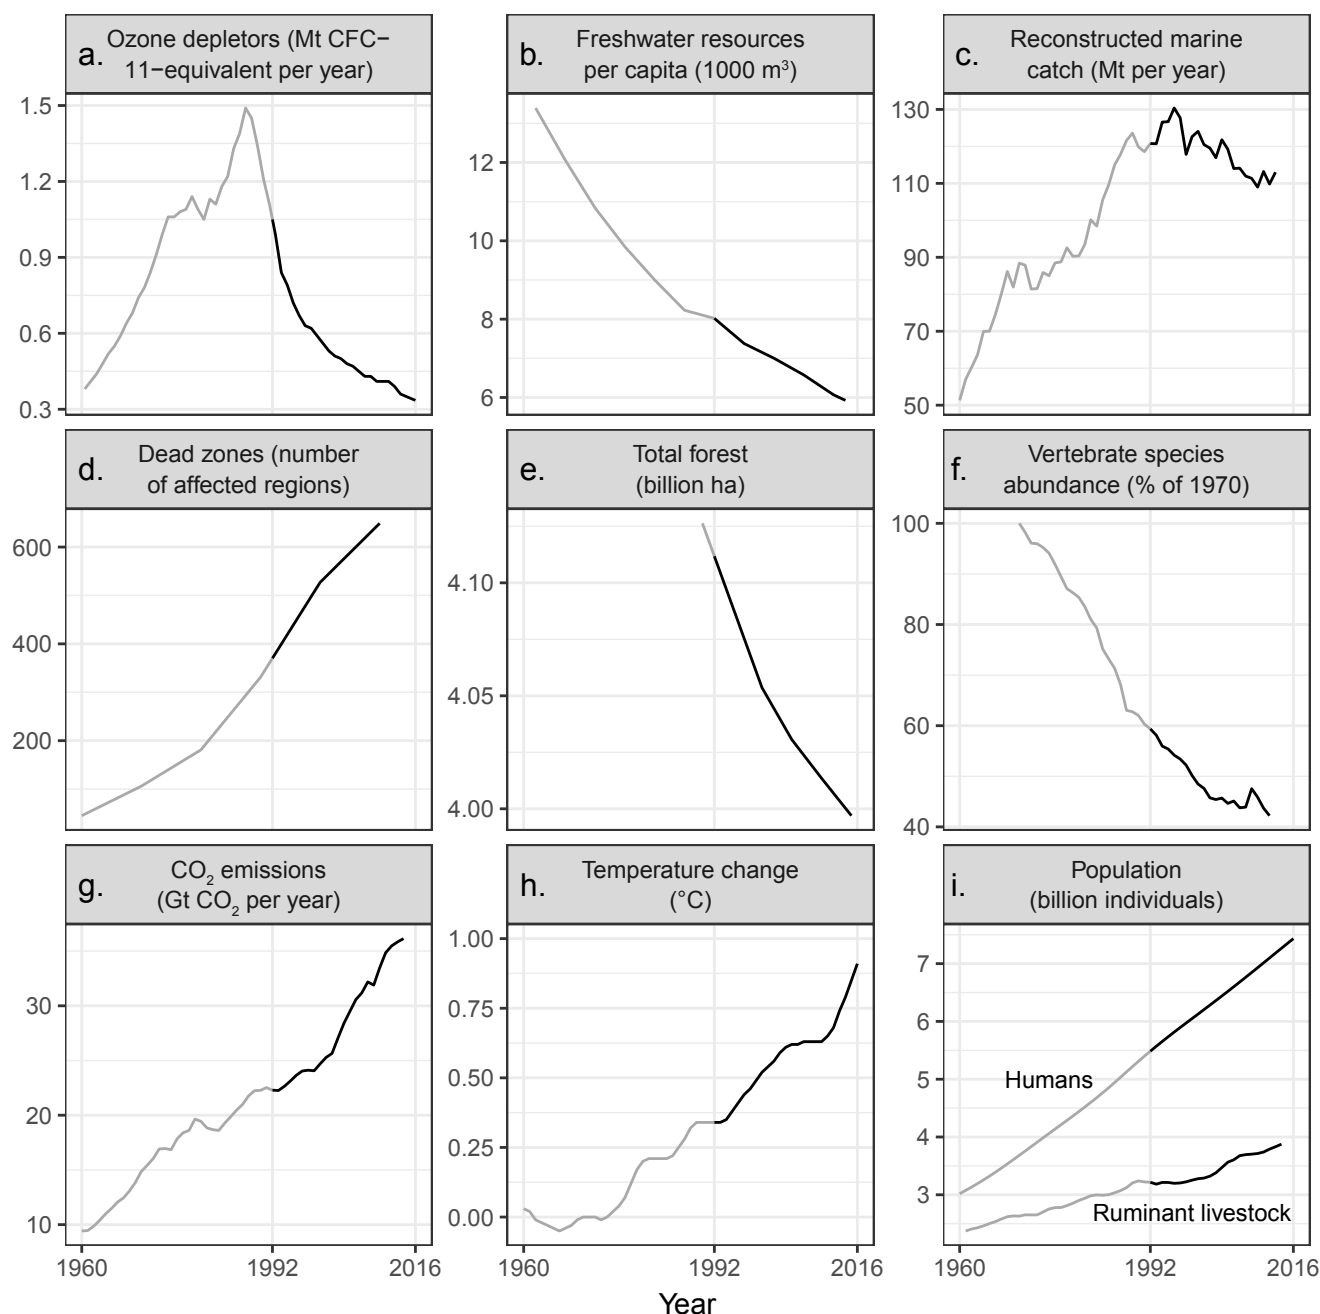 a. Ozone depletors (Mt CFC−
11−equivalent per year)
1.5
1.2
0.9
0.6
0.3
b. Freshwater resources
per capita (1000 m³)
12
10
8
6
c. Reconstructed marine
catch (Mt per year)
130
110
90
70
50
d. Dead zones (number
of affected regions)
600
400
200
e. Total forest
(billion ha)
4.10
4.05
4.00
f. Vertebrate species
abundance (% of 1970)
100
80
60
40
g. CO₂ emissions
(Gt CO₂ per year)
30
20
10
1960 1992 2016
h. Temperature change
(°C)
1.00
0.75
0.50
0.25
0.00
1960 1992 2016
i. Population
(billion individuals)
7
6
5
4
3
Humans
Ruminant livestock
1960 1992 2016
Year